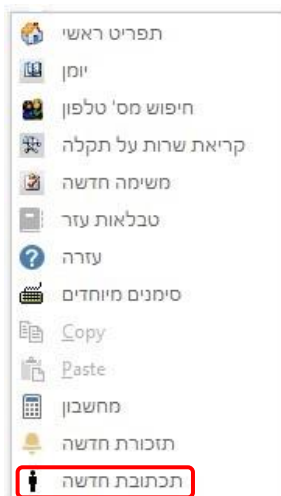 תפריט ראשי
יומן
חיפוש מס' טלפון
קריאת שרות על תקלה
משימה חדשה
טבלאות עזר
עזרה
סימנים מיוחדים
Copy
Paste
מחשבון
תזכורת חדשה
תכתובת חדשה